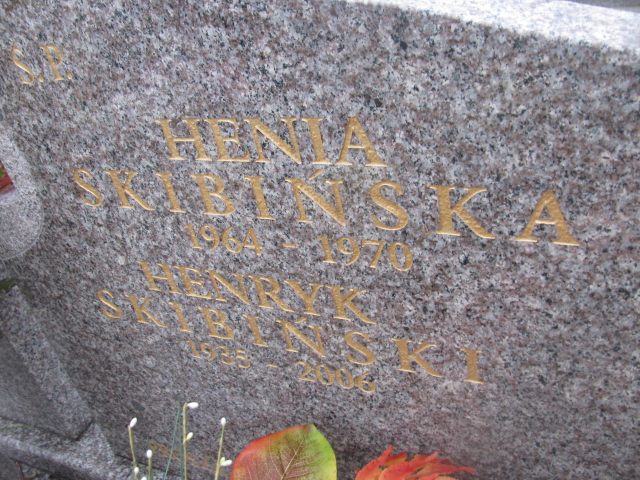 Ś.P.
HENIA
SKIBIŃSKA
1964 - 1970
HENRYK
SKIBIŃSKI
1935 - 2006